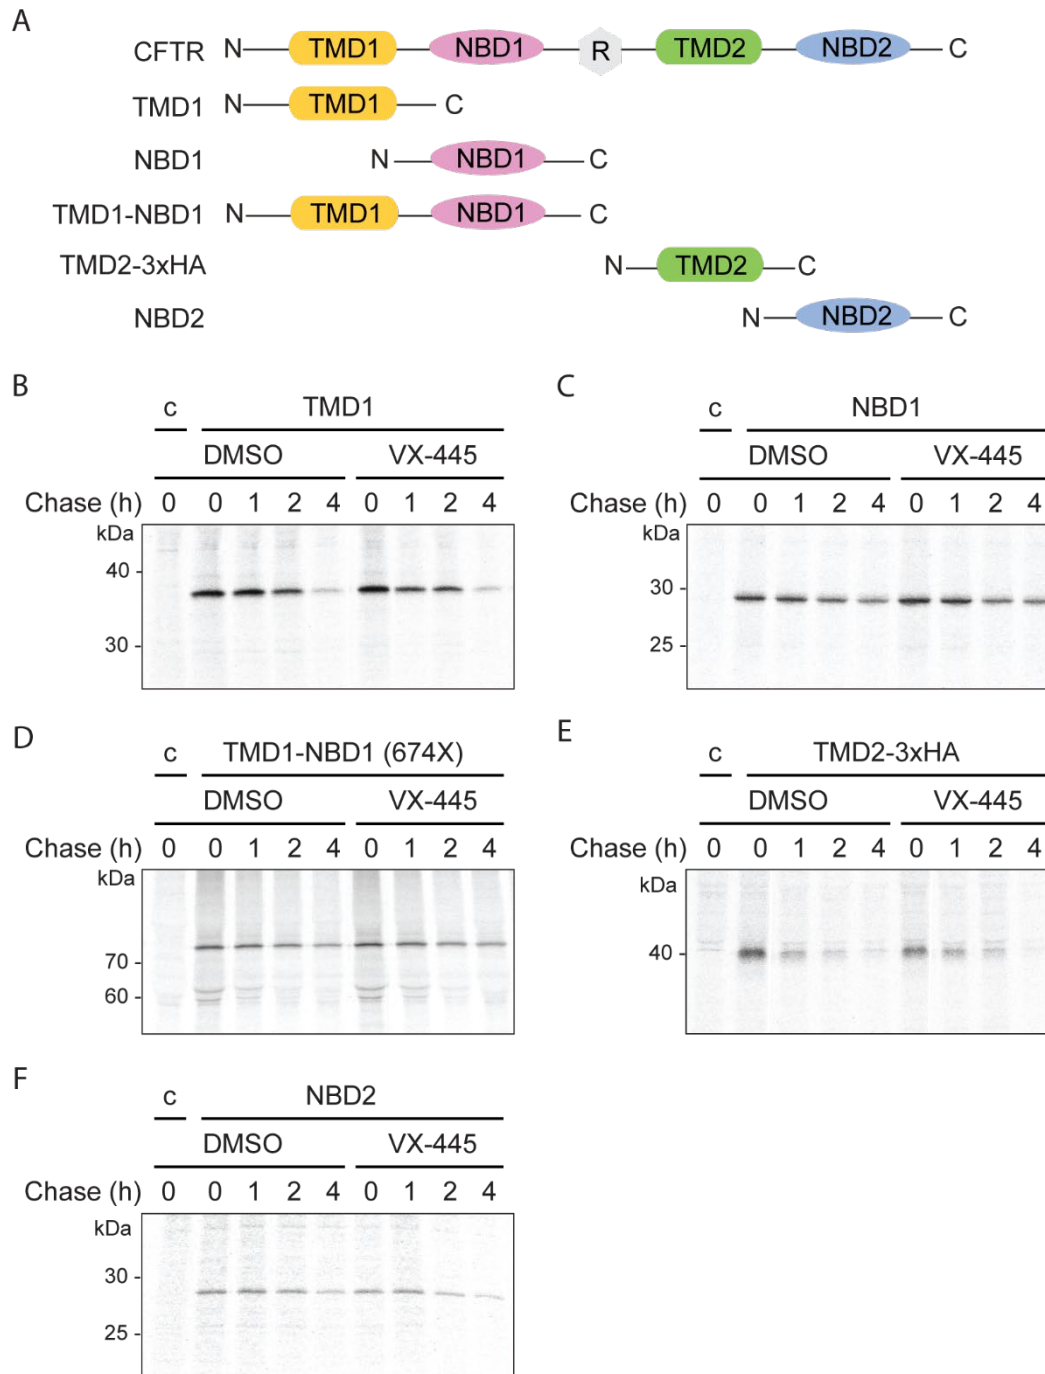 A
CFTR N TMD1 NBD1 R TMD2 NBD2 C
TMD1 N TMD1 C
NBD1 N NBD1 C
TMD1-NBD1 N TMD1 NBD1 C
TMD2-3xHA N TMD2 C
NBD2 N NBD2 C
B
c TMD1
DMSO VX-445
Chase (h) 0 0 1 2 4 0 1 2 4
kDa
40 -
30 -
C
c NBD1
DMSO VX-445
0 0 1 2 4 0 1 2 4
kDa
30 -
25 -
D
c TMD1-NBD1 (674X)
DMSO VX-445
Chase (h) 0 0 1 2 4 0 1 2 4
kDa
70 -
60 -
E
c TMD2-3xHA
DMSO VX-445
Chase (h) 0 0 1 2 4 0 1 2 4
kDa
40 -
F
c NBD2
DMSO VX-445
Chase (h) 0 0 1 2 4 0 1 2 4
kDa
30 -
25 -